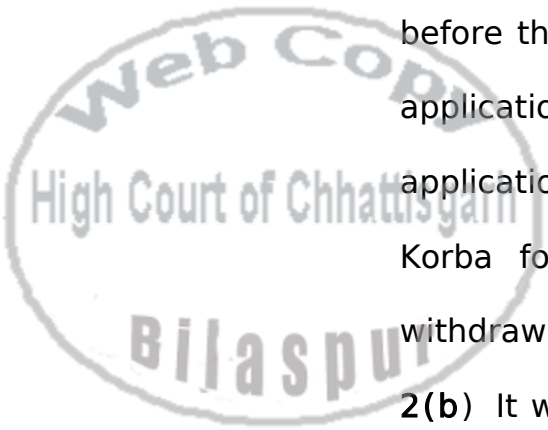 before th
Web Copy
applicatio
applicatio
High Court of Chhattisgarh
Korba fo
withdraw
Bilaspur
2(b) It w